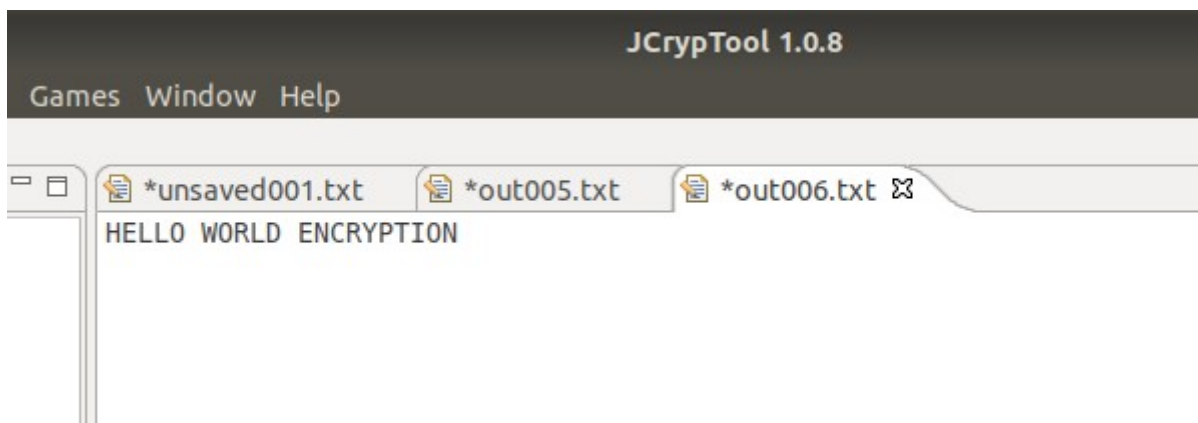 JCrypTool 1.0.8
Games Window Help
*unsaved001.txt *out005.txt *out006.txt
HELLO WORLD ENCRYPTION